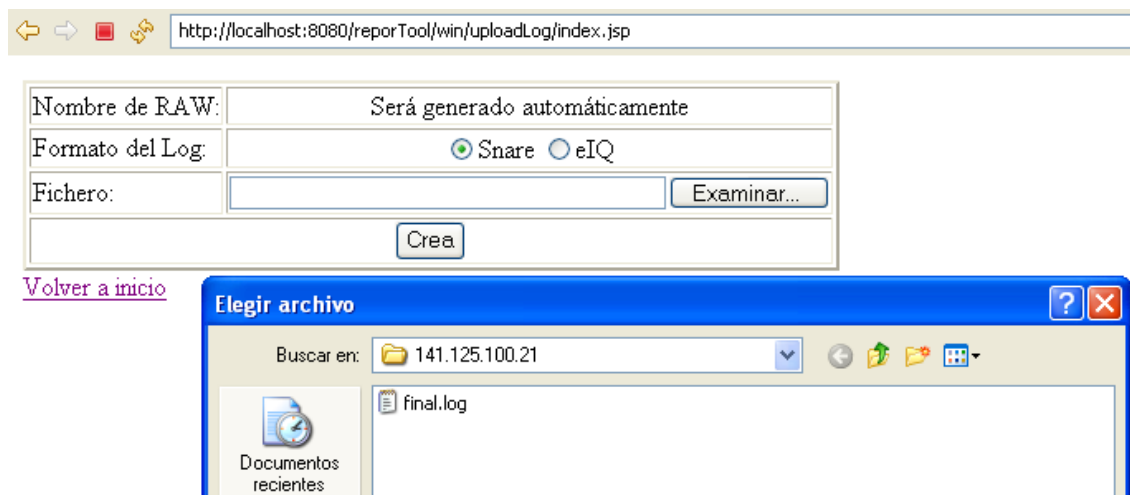 http://localhost:8080/reporTool/win/uploadLog/index.jsp
Nombre de RAW: Será generado automáticamente
Formato del Log: Snare eIQ
Fichero: Examinar...
Crea
Volver a inicio
Elegir archivo
Buscar en: 141.125.100.21
final.log
Documentos
recientes